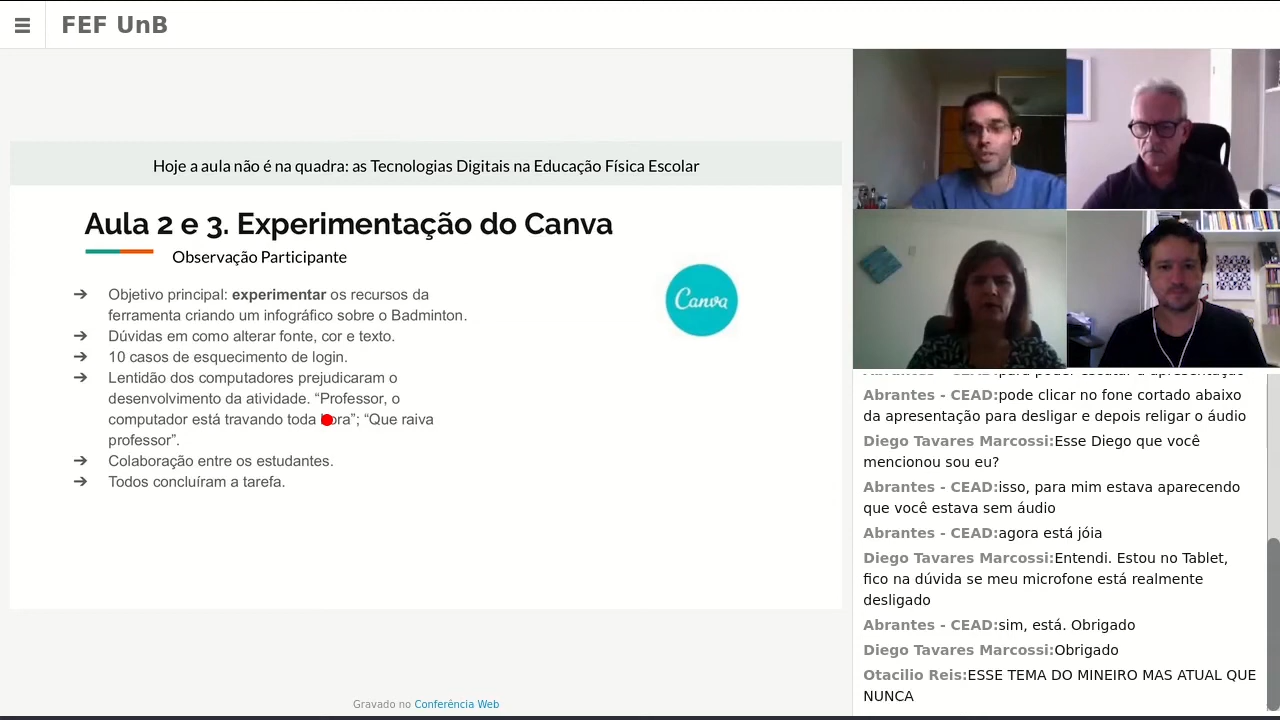 FEF UnB
Hoje a aula não é na quadra: as Tecnologias Digitais na Educação Física Escolar
Aula 2 e 3. Experimentação do Canva
Observação Participante
➔ Objetivo principal: experimentar os recursos da
ferramenta criando um infográfico sobre o Badminton.
➔ Dúvidas em como alterar fonte, cor e texto.
➔ 10 casos de esquecimento de login.
➔ Lentidão dos computadores prejudicaram o
desenvolvimento da atividade. “Professor, o
computador está travando toda hora”; “Que raiva
professor”.
➔ Colaboração entre os estudantes.
➔ Todos concluíram a tarefa.
Canva
Gravado no Conferência Web
Abrantes - CEAD:para poder escutar a apresentação
Abrantes - CEAD:pode clicar no fone cortado abaixo
da apresentação para desligar e depois religar o áudio
Diego Tavares Marcossi:Esse Diego que você
mencionou sou eu?
Abrantes - CEAD:isso, para mim estava aparecendo
que você estava sem áudio
Abrantes - CEAD:agora está jóia
Diego Tavares Marcossi:Entendi. Estou no Tablet,
fico na dúvida se meu microfone está realmente
desligado
Abrantes - CEAD:sim, está. Obrigado
Diego Tavares Marcossi:Obrigado
Otacilio Reis:ESSE TEMA DO MINEIRO MAS ATUAL QUE
NUNCA